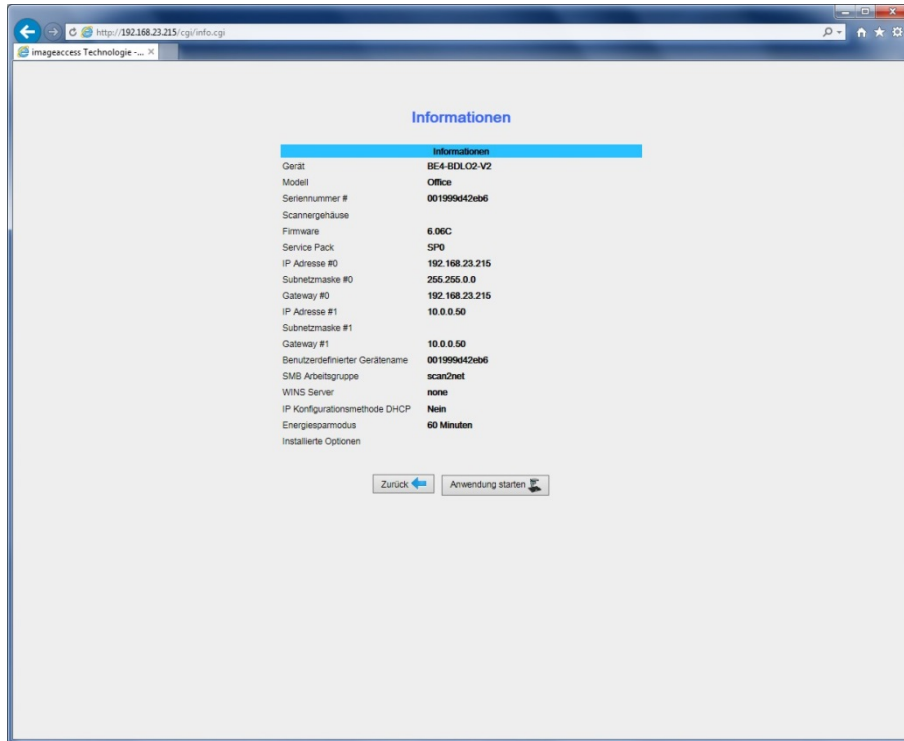 http://192.168.23.215/cgi/info.cgi
imageaccess Technologie -...
Informationen
Informationen
Gerät BE4-BDLO2-V2
Modell Office
Seriennummer # 001999d42eb6
Scannergehäuse
Firmware 6.06C
Service Pack SP0
IP Adresse #0 192.168.23.215
Subnetzmaske #0 255.255.0.0
Gateway #0 192.168.23.215
IP Adresse #1 10.0.0.50
Subnetzmaske #1
Gateway #1 10.0.0.50
Benutzerdefinierter Gerätename 001999d42eb6
SMB Arbeitsgruppe scan2net
WINS Server none
IP Konfigurationsmethode DHCP Nein
Energiesparmodus 60 Minuten
Installierte Optionen
Zurück Anwendung starten